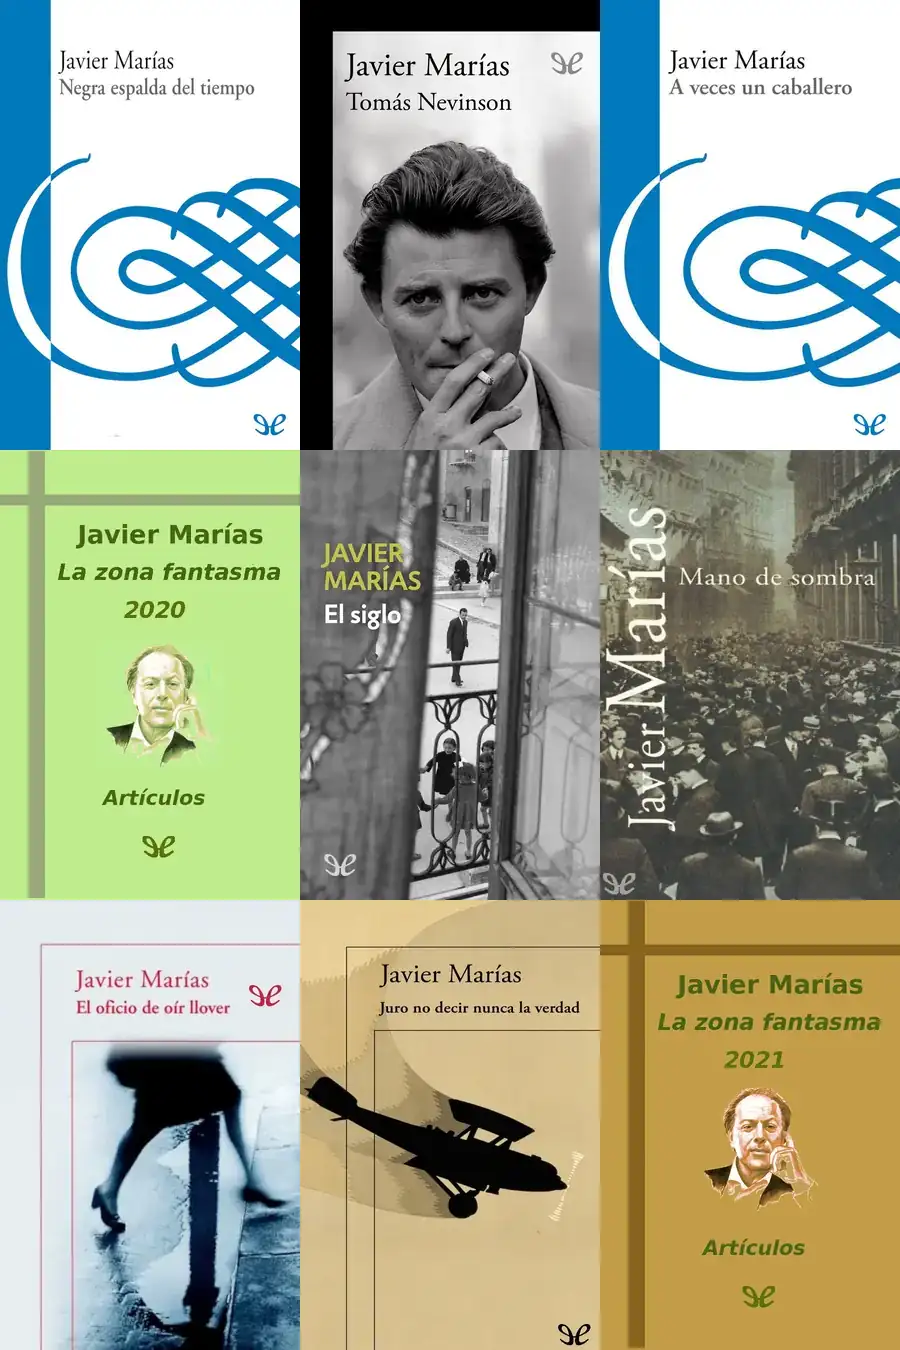 Javier Marías
Negra espalda del tiempo
Javier Marías
Tomás Nevinson
Javier Marías
A veces un caballero
Javier Marías
La zona fantasma
2020
Artículos
JAVIER
MARÍAS
El siglo
Javier Marías
Mano de sombra
Javier Marías
El oficio de oír llover
Javier Marías
Juro no decir nunca la verdad
Javier Marías
La zona fantasma
2021
Artículos